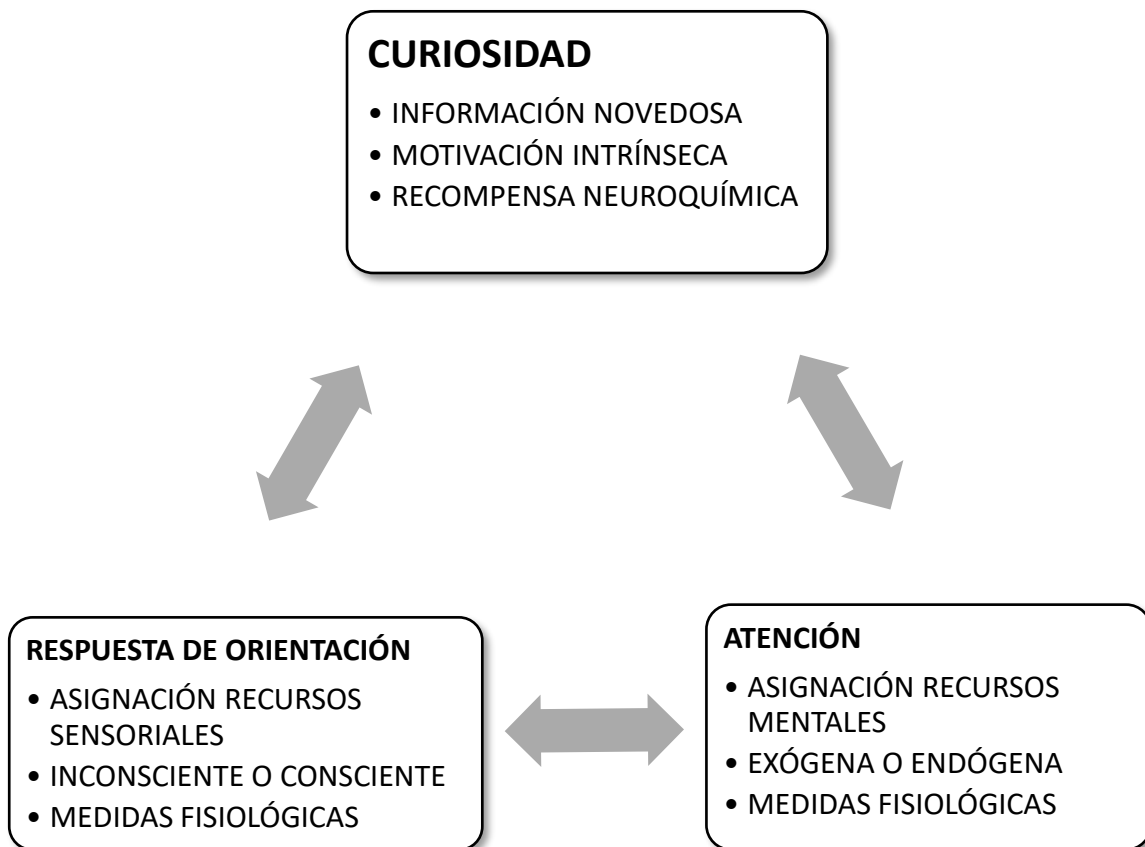 CURIOSIDAD
• INFORMACIÓN NOVEDOSA
• MOTIVACIÓN INTRÍNSECA
• RECOMPENSA NEUROQUÍMICA
RESPUESTA DE ORIENTACIÓN
• ASIGNACIÓN RECURSOS
SENSORIALES
• INCONSCIENTE O CONSCIENTE
• MEDIDAS FISIOLÓGICAS
ATENCIÓN
• ASIGNACIÓN RECURSOS
MENTALES
• EXÓGENA O ENDÓGENA
• MEDIDAS FISIOLÓGICAS